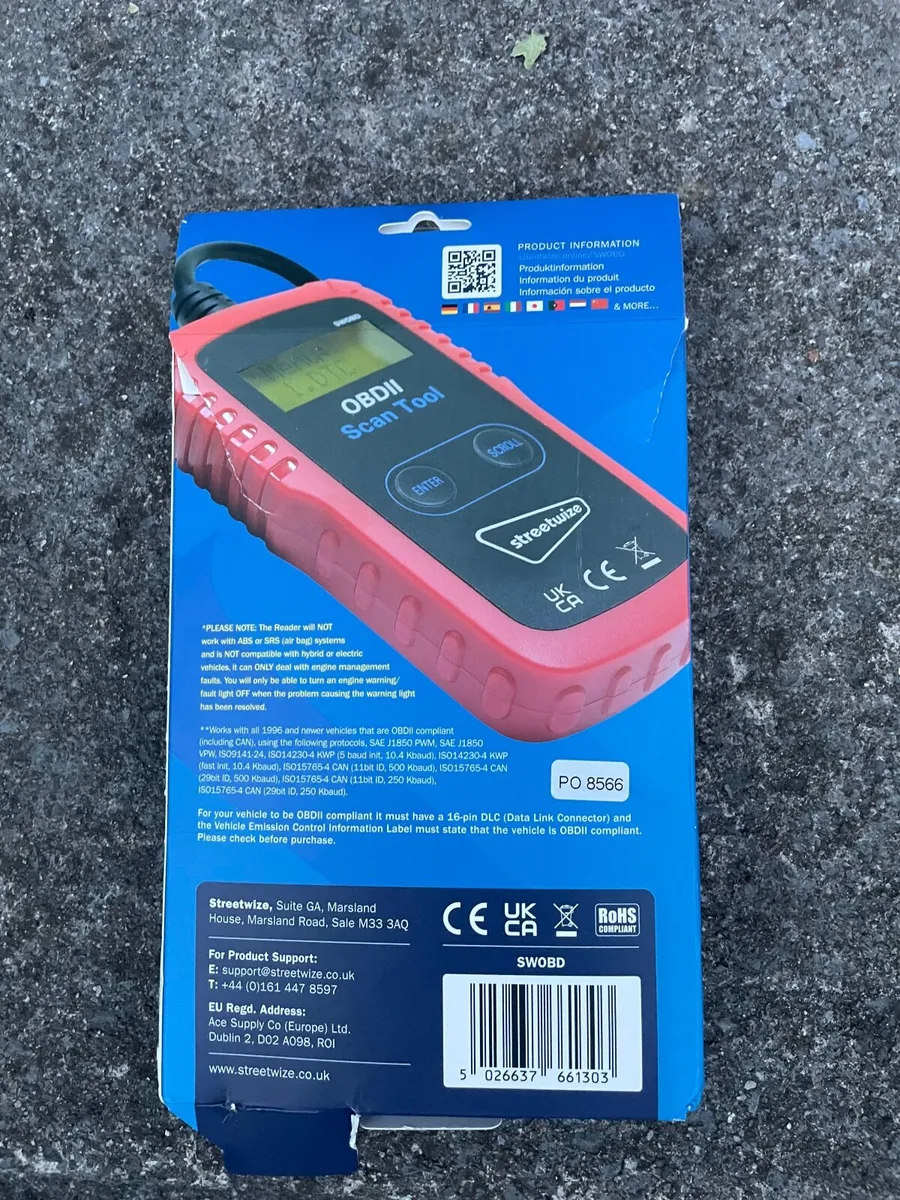 PRODUCT INFORMATION
streetwize.online/SWOBD
Produktinformation
Information du produit
Información sobre el producto
& MORE...
SWOBD
1.DTC
OBDII
Scan Tool
ENTER
SCROLL
streetwize
UK
CA
CE
*PLEASE NOTE: The Reader will NOT
work with ABS or SRS (air bag) systems
and is NOT compatible with hybrid or electric
vehicles, it can ONLY deal with engine management
faults. You will only be able to turn an engine warning/
fault light OFF when the problem causing the warning light
has been resolved.
**Works with all 1996 and newer vehicles that are OBDII compliant
(including CAN), using the following protocols, SAE J1850 PWM, SAE J1850
VPW, ISO9141-24, ISO14230-4 KWP (5 baud init, 10.4 Kbaud), ISO14230-4 KWP
(fast init, 10.4 Kbaud), ISO15765-4 CAN (11bit ID, 500 Kbaud), ISO15765-4 CAN
(29bit ID, 500 Kbaud), ISO15765-4 CAN (11bit ID, 250 Kbaud),
ISO15765-4 CAN (29bit ID, 250 Kbaud).
PO 8566
For your vehicle to be OBDII compliant it must have a 16-pin DLC (Data Link Connector) and
the Vehicle Emission Control Information Label must state that the vehicle is OBDII compliant.
Please check before purchase.
Streetwize, Suite GA, Marsland
House, Marsland Road, Sale M33 3AQ
For Product Support:
E: support@streetwize.co.uk
T: +44 (0)161 447 8597
EU Regd. Address:
Ace Supply Co (Europe) Ltd.
Dublin 2, D02 A098, ROI
www.streetwize.co.uk
CE
UK
CA
RoHS
COMPLIANT
SWOBD
5 026637 661303